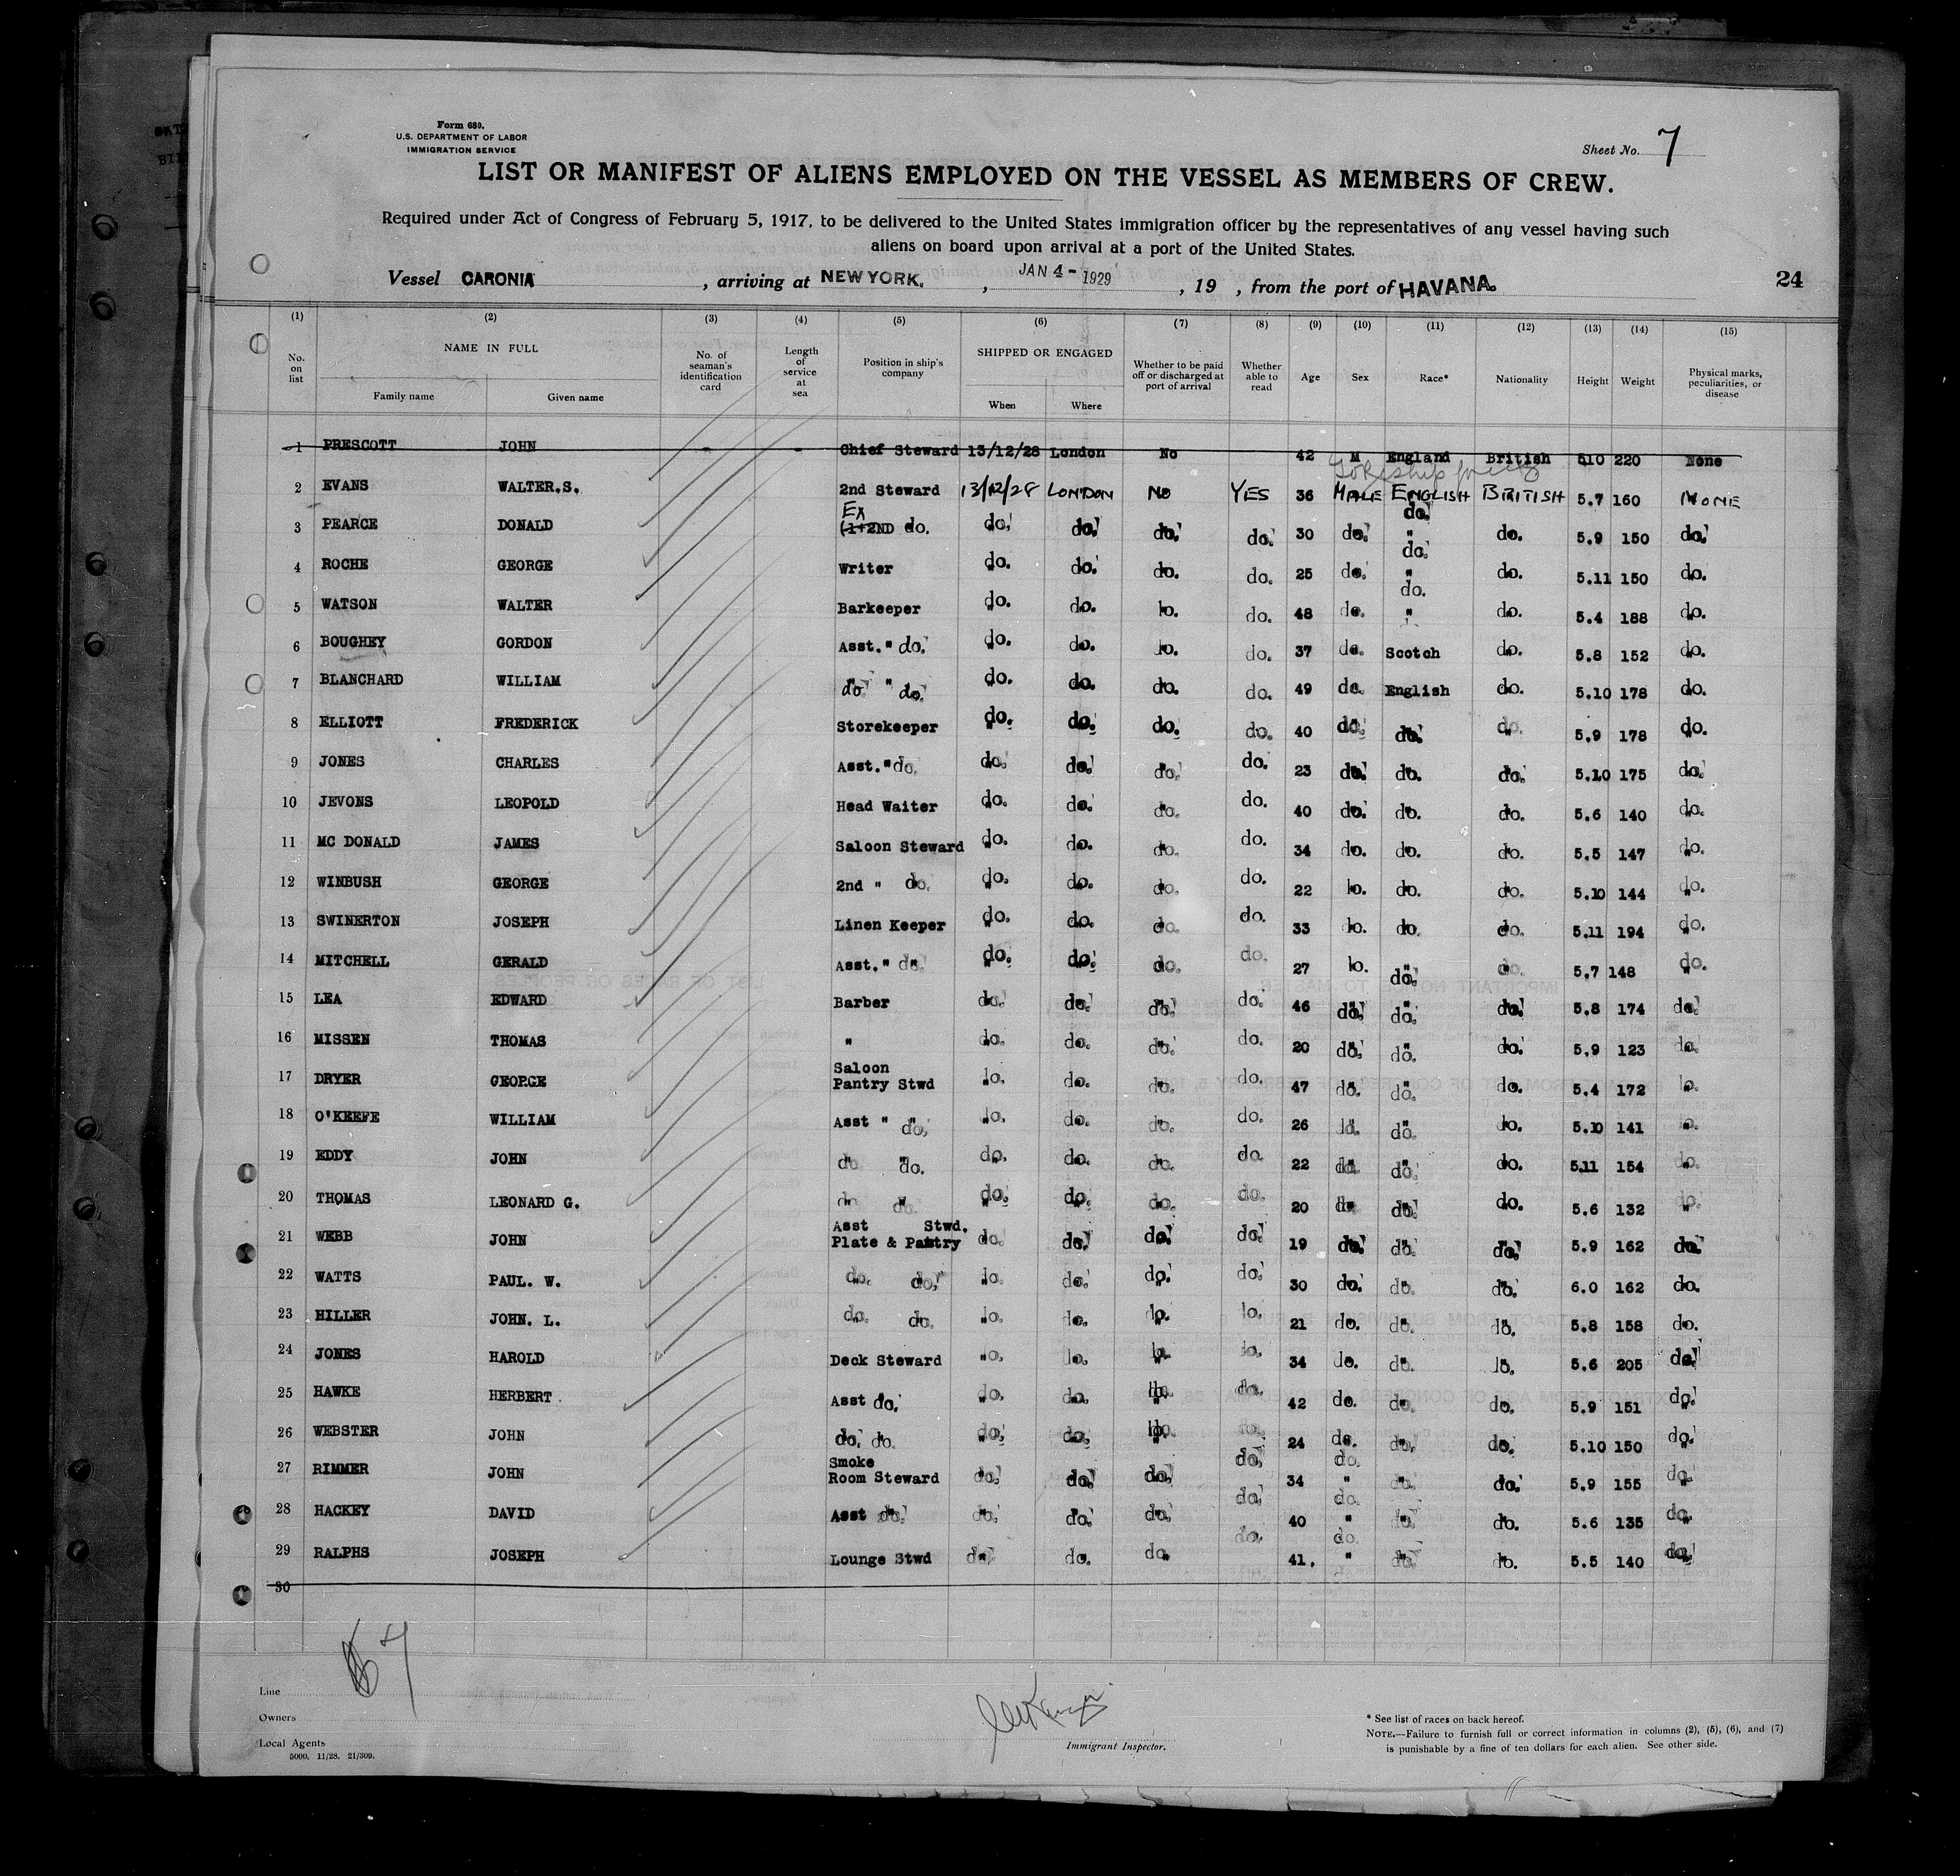 Form 680.
U.S. DEPARTMENT OF LABOR
IMMIGRATION SERVICE
Sheet No. 7
LIST OR MANIFEST OF ALIENS EMPLOYED ON THE VESSEL AS MEMBERS OF CREW.
Required under Act of Congress of February 5, 1917, to be delivered to the United States immigration officer by the representatives of any vessel having such
aliens on board upon arrival at a port of the United States.
Vessel CARONIA, arriving at NEW YORK., JAN 4- 1929, 19 , from the port of HAVANA. 24
(1) (2) (3) (4) (5) (6) (7) (8) (9) (10) (11) (12) (13) (14) (15)
No. on list NAME IN FULL Family name Given name No. of seaman's identification card Length of service at sea Position in ship's company SHIPPED OR ENGAGED When Where Whether to be paid off or discharged at port of arrival Whether able to read Age Sex Race* Nationality Height Weight Physical marks, peculiarities, or disease
1 PRESCOTT JOHN - - Chief Steward 13/12/28 London No 42 M England British 510 220 None
2 EVANS WALTER.S. 2nd Steward 13/12/28 LONDON NO YES 36 MALE ENGLISH BRITISH 5.7 160 NONE
3 PEARCE DONALD Ex (1+2ND do. do. do. do. do. 30 do. do. do. 5.9 150 do.
4 ROCHE GEORGE Writer do. do. do. do. 25 do. do. do. 5.11 150 do.
5 WATSON WALTER Barkeeper do. do. do. do. 48 do. do. do. 5.4 188 do.
6 BOUGHEY GORDON Asst. " do. do. do. do. do. 37 do. Scotch do. 5.8 152 do.
7 BLANCHARD WILLIAM do. " do. do. do. do. do. 49 do. English do. 5.10 178 do.
8 ELLIOTT FREDERICK Storekeeper do. do. do. do. 40 do. do. do. 5.9 178 do.
9 JONES CHARLES Asst. " do. do. do. do. do. 23 do. do. do. 5.10 175 do.
10 JEVONS LEOPOLD Head Waiter do. do. do. do. 40 do. do. do. 5.6 140 do.
11 MC DONALD JAMES Saloon Steward do. do. do. do. 34 do. do. do. 5.5 147 do.
12 WINBUSH GEORGE 2nd " do. do. do. do. do. 22 do. do. do. 5.10 144 do.
13 SWINERTON JOSEPH Linen Keeper do. do. do. do. 33 do. do. do. 5.11 194 do.
14 MITCHELL GERALD Asst. " do. do. do. do. do. 27 do. do. do. 5.7 148 do.
15 LEA EDWARD Barber do. do. do. do. 46 do. do. do. 5.8 174 do.
16 MISSEN THOMAS " do. do. do. do. 20 do. do. do. 5.9 123 do.
17 DRYER GEORGE Saloon Pantry Stwd do. do. do. do. 47 do. do. do. 5.4 172 do.
18 O'KEEFE WILLIAM Asst " do. do. do. do. do. 26 do. do. do. 5.10 141 do.
19 EDDY JOHN do. do. do. do. do. do. 22 do. do. do. 5.11 154 do.
20 THOMAS LEONARD G. do. do. do. do. do. do. 20 do. do. do. 5.6 132 do.
21 WEBB JOHN Asst Stwd. Plate & Pantry do. do. do. do. 19 do. do. do. 5.9 162 do.
22 WATTS PAUL. W. do. do. do. do. do. do. 30 do. do. do. 6.0 162 do.
23 HILLER JOHN. L. do. do. do. do. do. do. 21 do. do. do. 5.8 158 do.
24 JONES HAROLD Deck Steward do. do. do. do. 34 do. do. do. 5.6 205 do.
25 HAWKE HERBERT. Asst do. do. do. do. do. 42 do. do. do. 5.9 151 do.
26 WEBSTER JOHN do. do. do. do. do. do. 24 do. do. do. 5.10 150 do.
27 RIMMER JOHN Smoke Room Steward do. do. do. do. 34 do. do. do. 5.9 155 do.
28 HACKEY DAVID Asst do. do. do. do. do. 40 do. do. do. 5.6 135 do.
29 RALPHS JOSEPH Lounge Stwd do. do. do. do. 41. do. do. do. 5.5 140 do.
30
Line
Owners
Local Agents
5000. 11/28. 21/309.
Immigrant Inspector.
* See list of races on back hereof.
NOTE.—Failure to furnish full or correct information in columns (2), (5), (6), and (7)
is punishable by a fine of ten dollars for each alien. See other side.